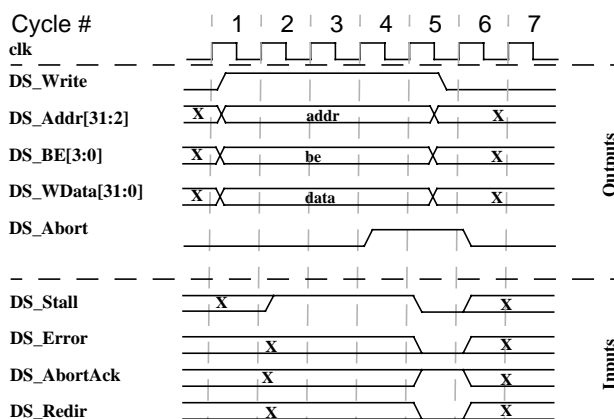 Cycle # 1 2 3 4 5 6 7
clk
DS_Write
DS_Addr[31:2] X addr X
DS_BE[3:0] X be X
DS_WData[31:0] X data X
DS_Abort
Outputs
DS_Stall X X
DS_Error X X
DS_AbortAck X X
DS_Redir X X
Inputs